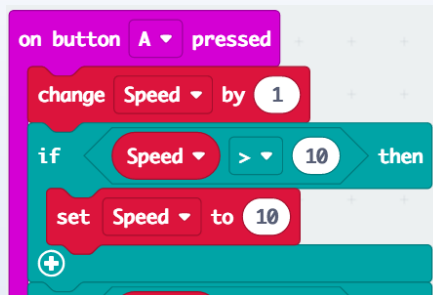 on button A pressed
change Speed by 1
if Speed > 10 then
set Speed to 10